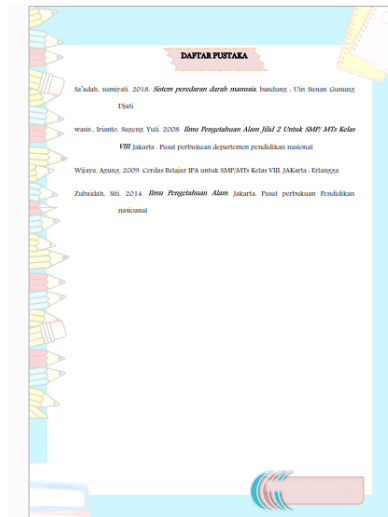 DAFTAR PUSTAKA
Sa'adah, sumiyati. 2018. Sistem peredaran darah manusia. bandung : Uin Sunan Gunung
Djati
wasis., Irianto, Sugeng Yuli. 2008. Ilmu Pengetahuan Alam Jilid 2 Untuk SMP/ MTs Kelas
VIII. Jakarta : Pusat perbukuan departemen pendidikan nasional
Wijaya, Agung. 2009. Cerdas Belajar IPA untuk SMP/MTs Kelas VIII. JAKarta : Erlangga
Zubaidah, Siti. 2014. Ilmu Pengetahuan Alam. Jakarta: Pusat perbukuan Pendidikan
nasioanal